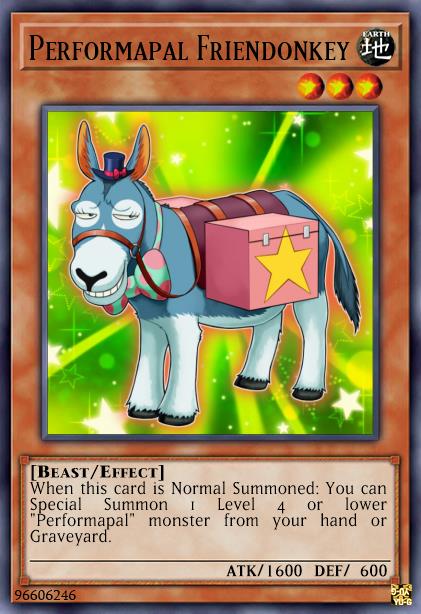 PERFORMAPAL FRIENDONKEY
EARTH
地
[BEAST/EFFECT]
When this card is Normal Summoned: You can
Special Summon 1 Level 4 or lower
"Performapal" monster from your hand or
Graveyard.
ATK/1600 DEF/ 600
96606246